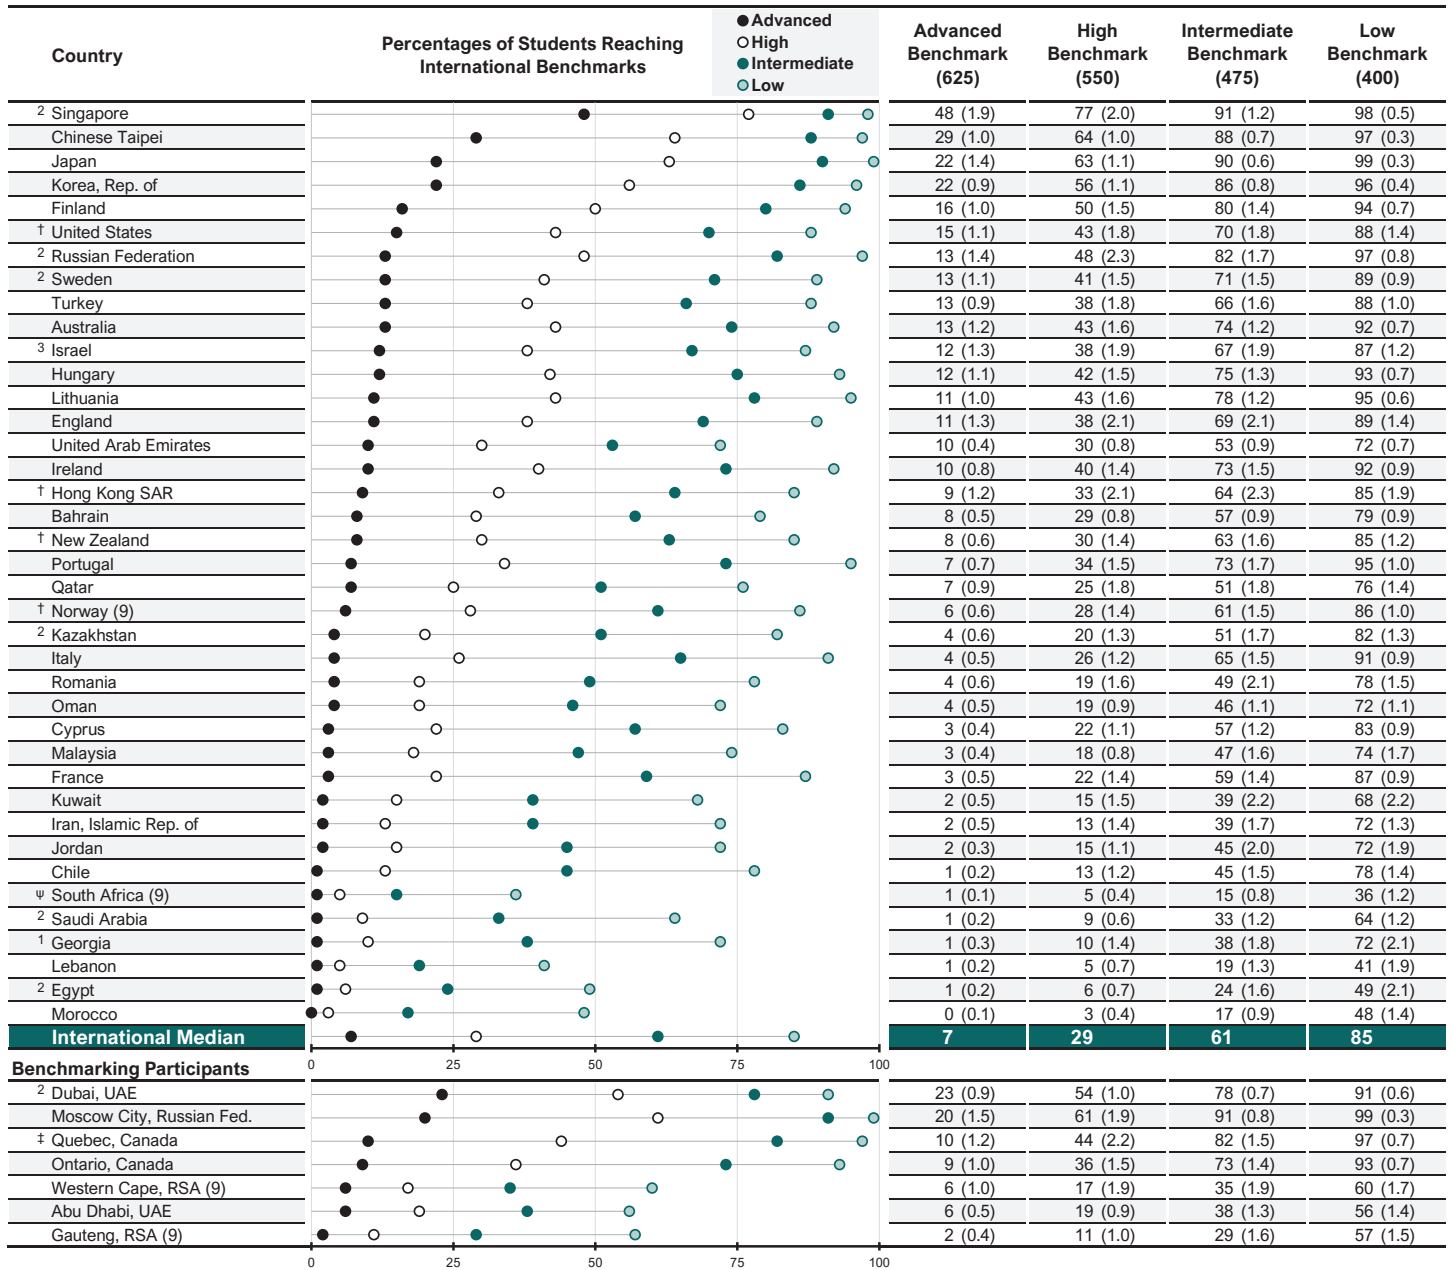 Country
Percentages of Students Reaching
International Benchmarks
Advanced
High
Intermediate
Low
Advanced
Benchmark
(625)
High
Benchmark
(550)
Intermediate
Benchmark
(475)
Low
Benchmark
(400)
2 Singapore 48 (1.9) 77 (2.0) 91 (1.2) 98 (0.5)
Chinese Taipei 29 (1.0) 64 (1.0) 88 (0.7) 97 (0.3)
Japan 22 (1.4) 63 (1.1) 90 (0.6) 99 (0.3)
Korea, Rep. of 22 (0.9) 56 (1.1) 86 (0.8) 96 (0.4)
Finland 16 (1.0) 50 (1.5) 80 (1.4) 94 (0.7)
† United States 15 (1.1) 43 (1.8) 70 (1.8) 88 (1.4)
2 Russian Federation 13 (1.4) 48 (2.3) 82 (1.7) 97 (0.8)
2 Sweden 13 (1.1) 41 (1.5) 71 (1.5) 89 (0.9)
Turkey 13 (0.9) 38 (1.8) 66 (1.6) 88 (1.0)
Australia 13 (1.2) 43 (1.6) 74 (1.2) 92 (0.7)
3 Israel 12 (1.3) 38 (1.9) 67 (1.9) 87 (1.2)
Hungary 12 (1.1) 42 (1.5) 75 (1.3) 93 (0.7)
Lithuania 11 (1.0) 43 (1.6) 78 (1.2) 95 (0.6)
England 11 (1.3) 38 (2.1) 69 (2.1) 89 (1.4)
United Arab Emirates 10 (0.4) 30 (0.8) 53 (0.9) 72 (0.7)
Ireland 10 (0.8) 40 (1.4) 73 (1.5) 92 (0.9)
† Hong Kong SAR 9 (1.2) 33 (2.1) 64 (2.3) 85 (1.9)
Bahrain 8 (0.5) 29 (0.8) 57 (0.9) 79 (0.9)
† New Zealand 8 (0.6) 30 (1.4) 63 (1.6) 85 (1.2)
Portugal 7 (0.7) 34 (1.5) 73 (1.7) 95 (1.0)
Qatar 7 (0.9) 25 (1.8) 51 (1.8) 76 (1.4)
† Norway (9) 6 (0.6) 28 (1.4) 61 (1.5) 86 (1.0)
2 Kazakhstan 4 (0.6) 20 (1.3) 51 (1.7) 82 (1.3)
Italy 4 (0.5) 26 (1.2) 65 (1.5) 91 (0.9)
Romania 4 (0.6) 19 (1.6) 49 (2.1) 78 (1.5)
Oman 4 (0.5) 19 (0.9) 46 (1.1) 72 (1.1)
Cyprus 3 (0.4) 22 (1.1) 57 (1.2) 83 (0.9)
Malaysia 3 (0.4) 18 (0.8) 47 (1.6) 74 (1.7)
France 3 (0.5) 22 (1.4) 59 (1.4) 87 (0.9)
Kuwait 2 (0.5) 15 (1.5) 39 (2.2) 68 (2.2)
Iran, Islamic Rep. of 2 (0.5) 13 (1.4) 39 (1.7) 72 (1.3)
Jordan 2 (0.3) 15 (1.1) 45 (2.0) 72 (1.9)
Chile 1 (0.2) 13 (1.2) 45 (1.5) 78 (1.4)
ψ South Africa (9) 1 (0.1) 5 (0.4) 15 (0.8) 36 (1.2)
2 Saudi Arabia 1 (0.2) 9 (0.6) 33 (1.2) 64 (1.2)
1 Georgia 1 (0.3) 10 (1.4) 38 (1.8) 72 (2.1)
Lebanon 1 (0.2) 5 (0.7) 19 (1.3) 41 (1.9)
2 Egypt 1 (0.2) 6 (0.7) 24 (1.6) 49 (2.1)
Morocco 0 (0.1) 3 (0.4) 17 (0.9) 48 (1.4)
International Median 7 29 61 85
0 25 50 75 100
Benchmarking Participants
2 Dubai, UAE 23 (0.9) 54 (1.0) 78 (0.7) 91 (0.6)
Moscow City, Russian Fed. 20 (1.5) 61 (1.9) 91 (0.8) 99 (0.3)
‡ Quebec, Canada 10 (1.2) 44 (2.2) 82 (1.5) 97 (0.7)
Ontario, Canada 9 (1.0) 36 (1.5) 73 (1.4) 93 (0.7)
Western Cape, RSA (9) 6 (1.0) 17 (1.9) 35 (1.9) 60 (1.7)
Abu Dhabi, UAE 6 (0.5) 19 (0.9) 38 (1.3) 56 (1.4)
Gauteng, RSA (9) 2 (0.4) 11 (1.0) 29 (1.6) 57 (1.5)
0 25 50 75 100